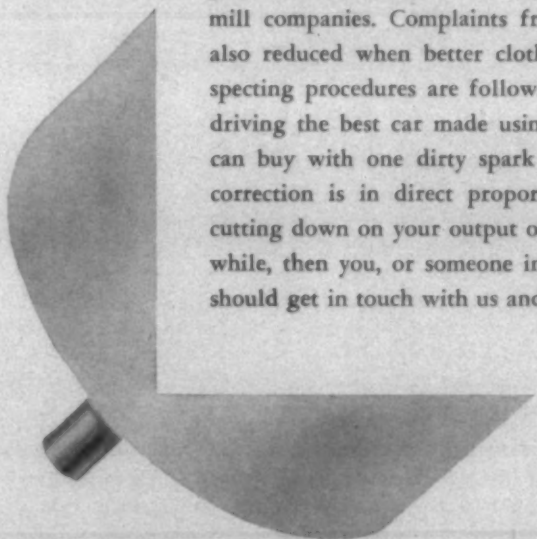 mill companies. Complaints fr
also reduced when better cloth
specting procedures are follow
driving the best car made usin
can buy with one dirty spark
correction is in direct propor
cutting down on your output o
while, then you, or someone in
should get in touch with us and